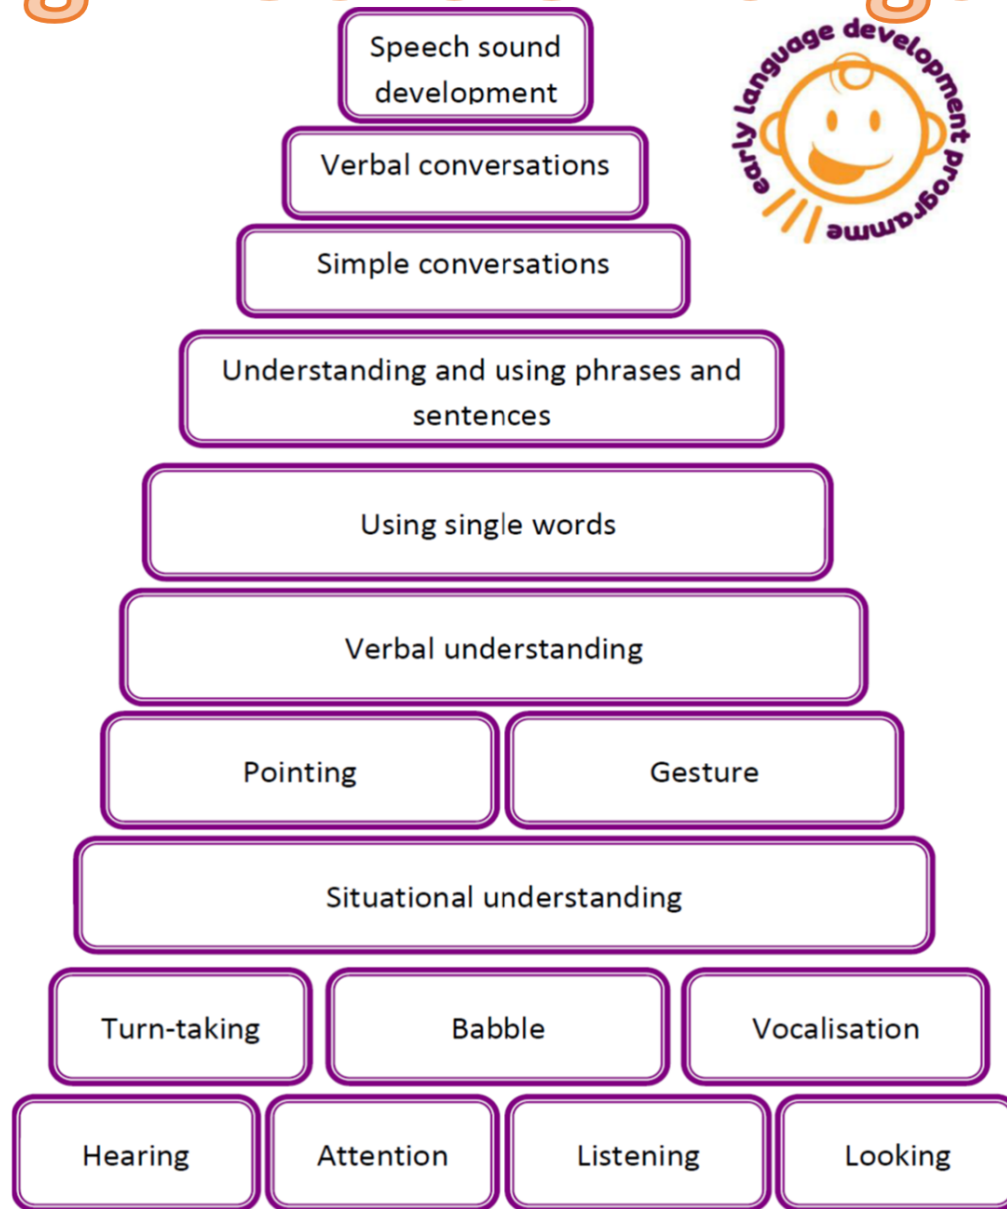 Speech sound
development
early language development programme
Verbal conversations
Simple conversations
Understanding and using phrases and
sentences
Using single words
Verbal understanding
Pointing Gesture
Situational understanding
Turn-taking Babble Vocalisation
Hearing Attention Listening Looking